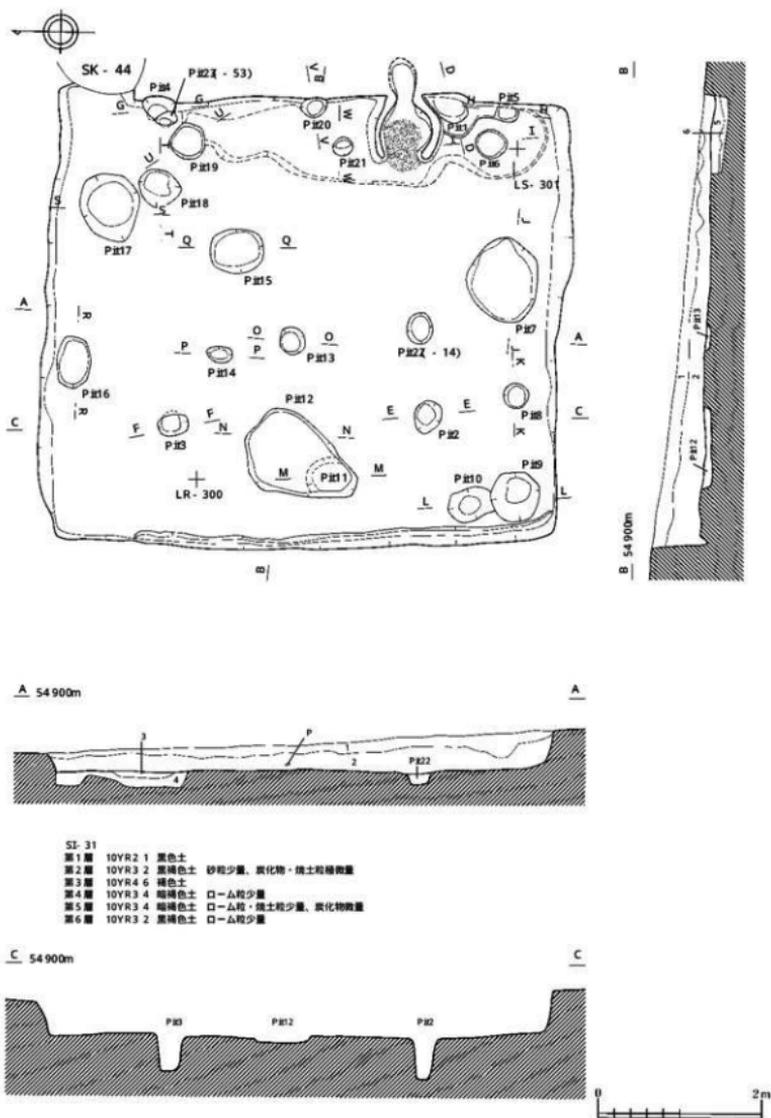 SK - 44
Pit4
Pit23( - 53)
G
G
U
V
B
D
H
Pit5
H
B
Pit20
W
Pit1
I
5
6
U
T
Pit19
V
Pit21
W
D
Pit6
LS - 301
S
S
Pit18
T
Pit17
Q
Q
Pit15
J
Pit7
A
R
P
O
P
O
Pit13
Pit14
Pit22( - 14)
A
J
K
Pit13
1
2
Pit16
R
C
F
F
Pit3
Pit12
N
N
E
E
Pit2
Pit8
K
C
Pit12
M
Pit11
M
LR - 300
Pit10
Pit9
L
L
B
B 54 900m
A 54 900m
A
3
P
2
Pit22
4
SI- 31
第1層 10YR2 1 黒色土
第2層 10YR3 2 黒褐色土 砂粒少量、炭化物・焼土粒極微量
第3層 10YR4 6 褐色土
第4層 10YR3 4 暗褐色土 ローム粒少量
第5層 10YR3 4 暗褐色土 ローム粒・焼土粒少量、炭化物微量
第6層 10YR3 2 黒褐色土 ローム粒少量
C 54 900m
C
Pit3
Pit12
Pit2
0
2m